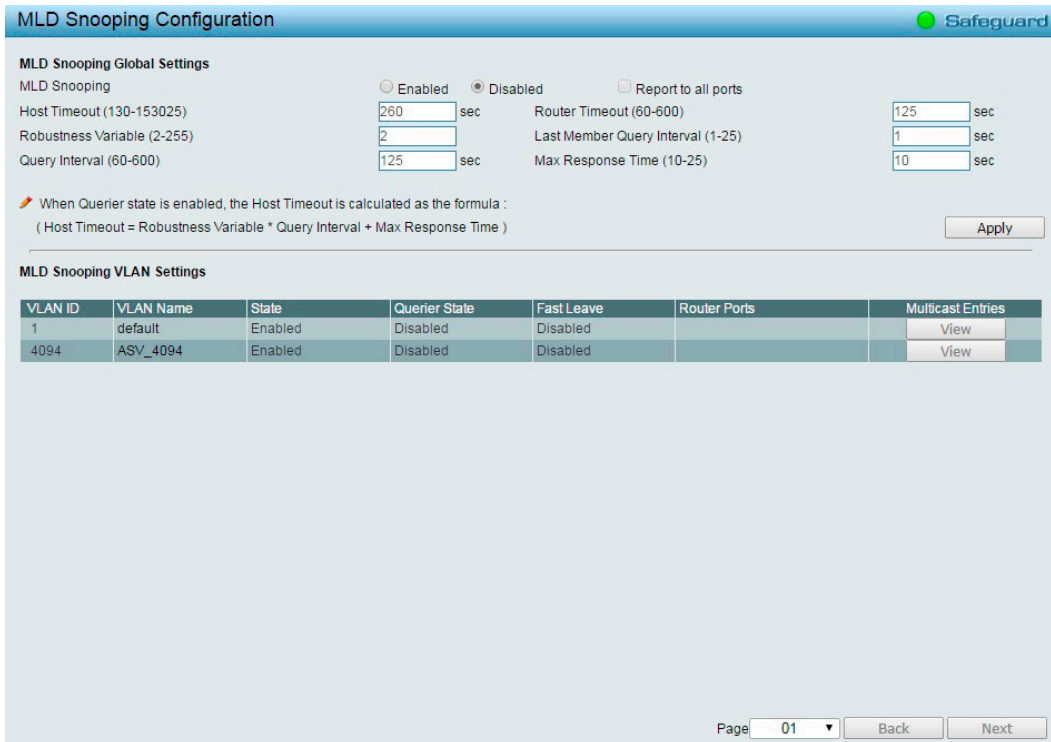 MLD Snooping Configuration Safeguard
MLD Snooping Global Settings
MLD Snooping Enabled Disabled Report to all ports
Host Timeout (130-153025) 260 sec Router Timeout (60-600) 125 sec
Robustness Variable (2-255) 2 Last Member Query Interval (1-25) 1 sec
Query Interval (60-600) 125 sec Max Response Time (10-25) 10 sec
When Querier state is enabled, the Host Timeout is calculated as the formula :
( Host Timeout = Robustness Variable * Query Interval + Max Response Time ) Apply
MLD Snooping VLAN Settings
VLAN ID VLAN Name State Querier State Fast Leave Router Ports Multicast Entries
1 default Enabled Disabled Disabled View
4094 ASV_4094 Enabled Disabled Disabled View
Page 01 Back Next